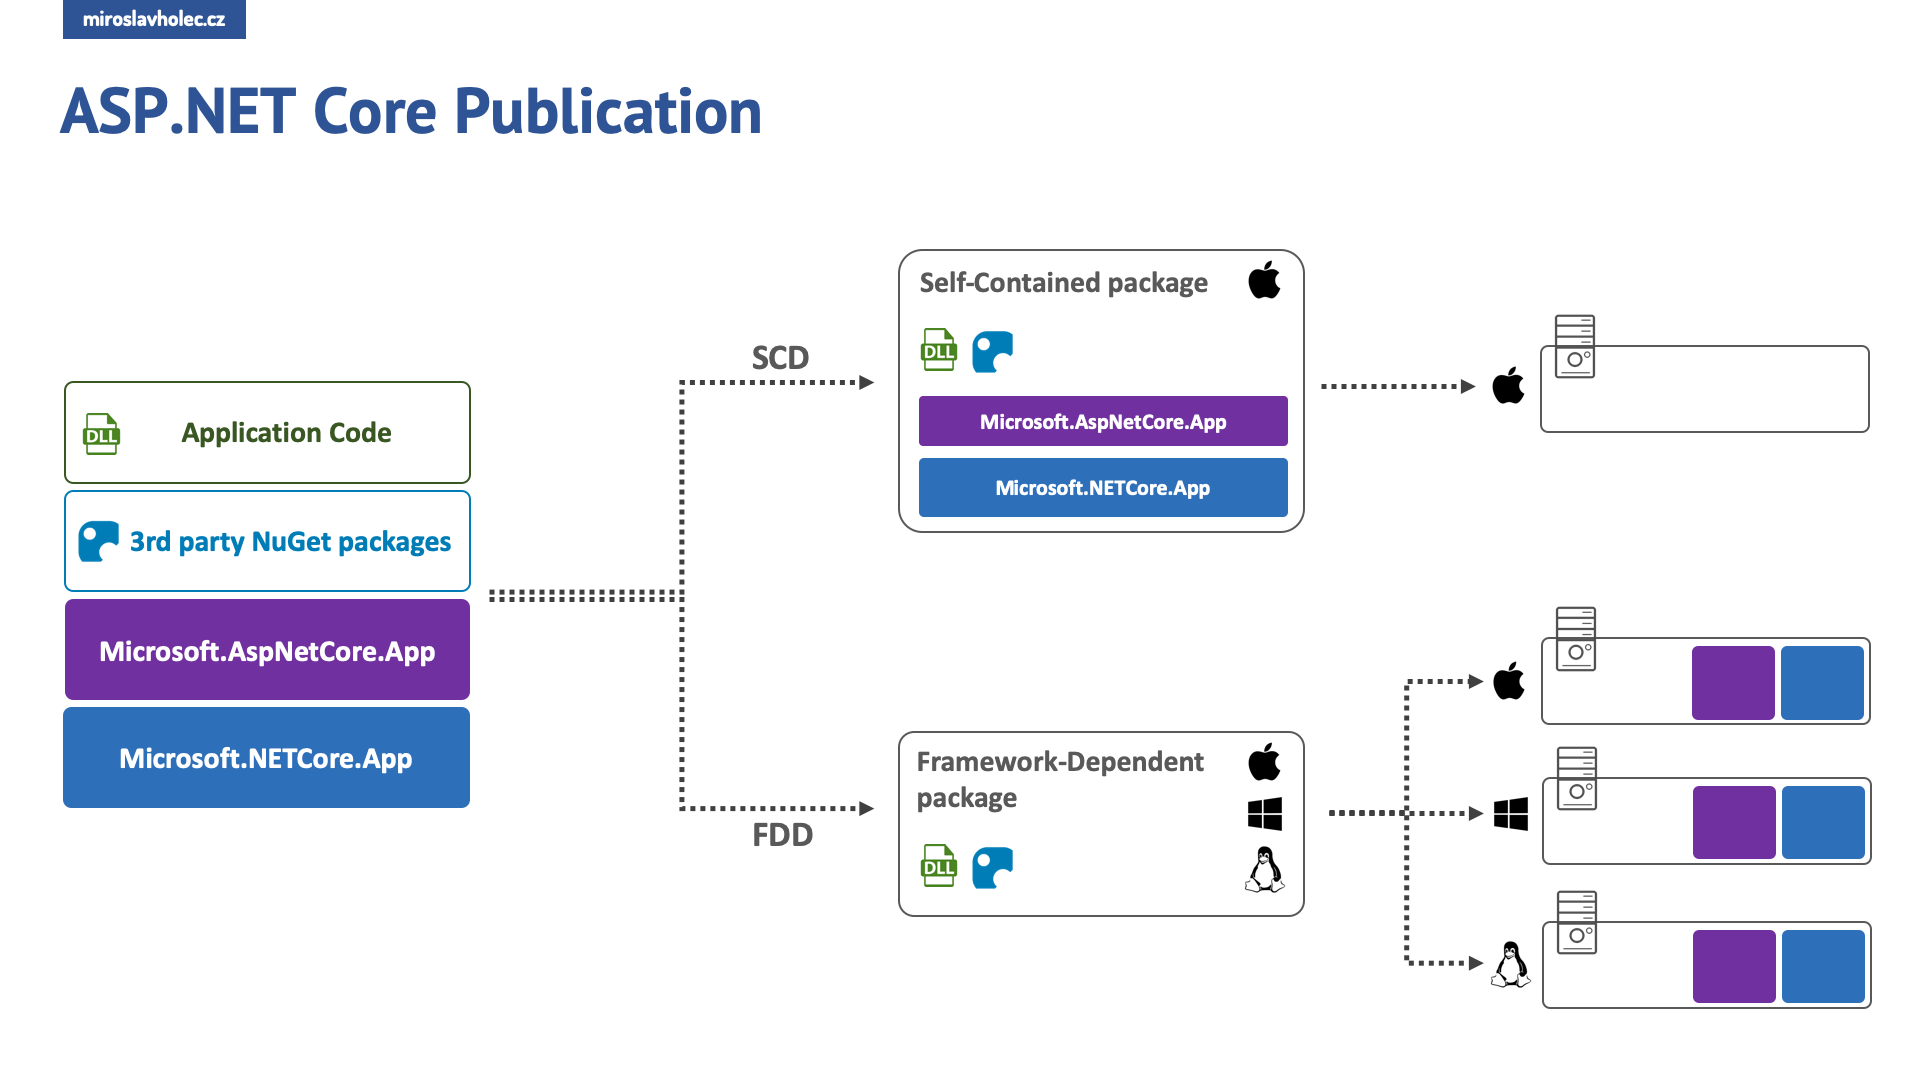 miroslavholec.cz
ASP.NET Core Publication
DLL
Application Code
3rd party NuGet packages
Microsoft.AspNetCore.App
Microsoft.NETCore.App
SCD
FDD
Self-Contained package
DLL
Microsoft.AspNetCore.App
Microsoft.NETCore.App
Framework-Dependent
package
DLL